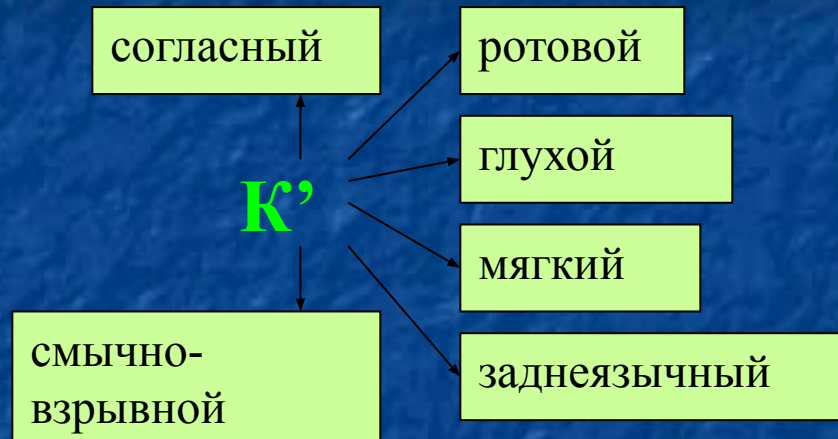 согласный
ротовой
глухой
К’
мягкий
смычно-
взрывной
заднеязычный